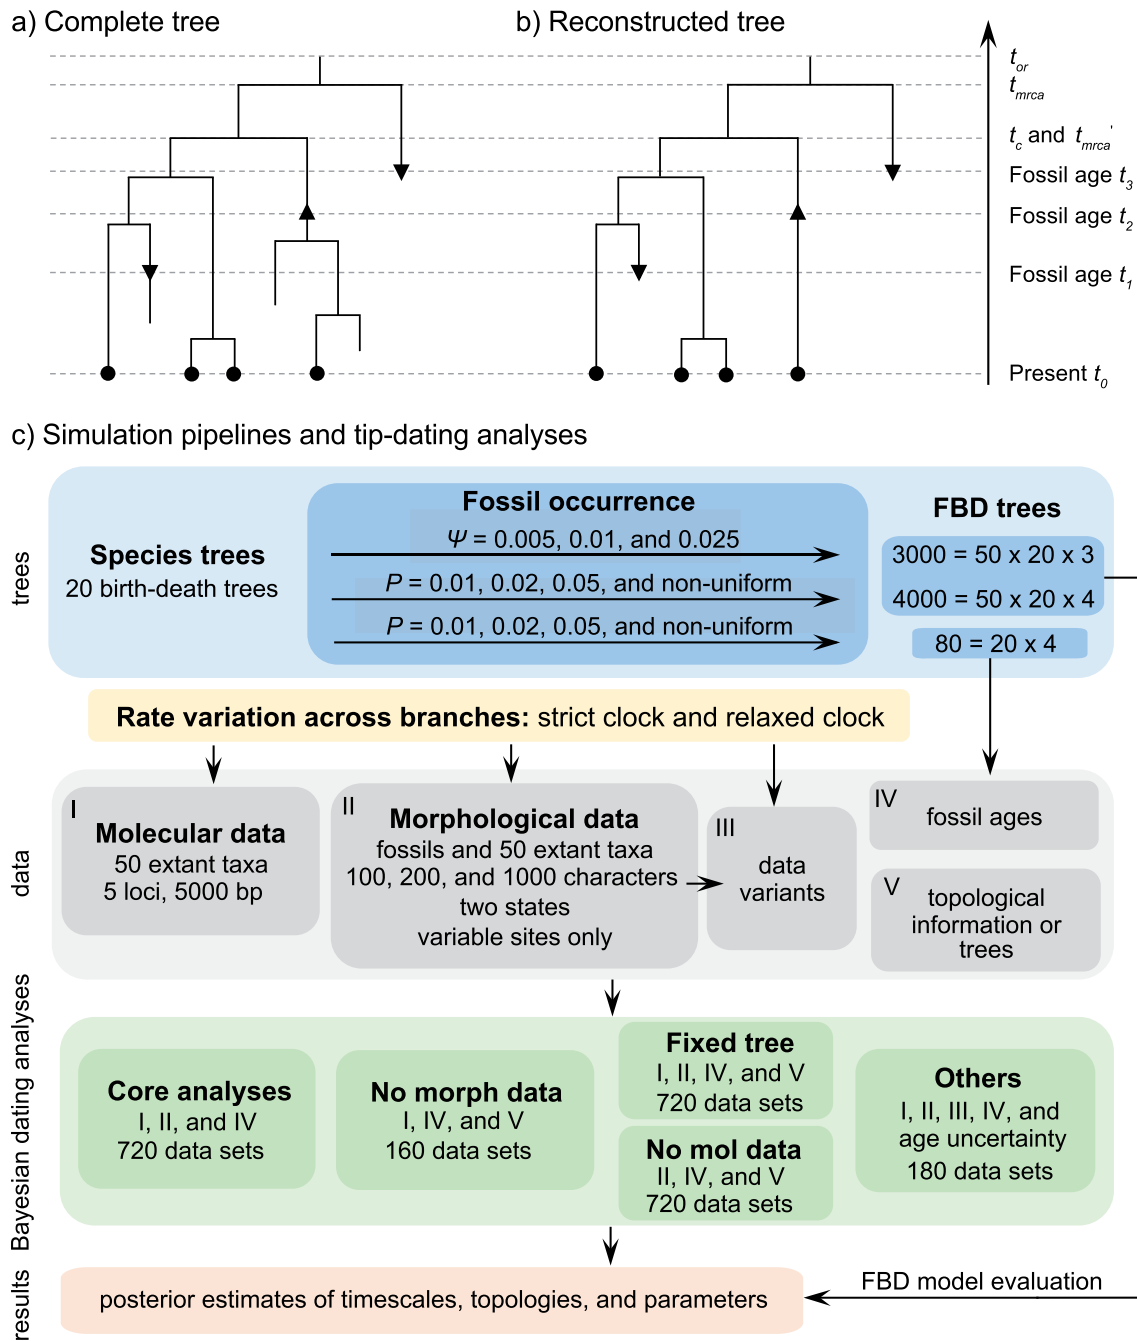 a) Complete tree
b) Reconstructed tree
t_or
t_mrca
t_c and t_mrca'
Fossil age t_3
Fossil age t_2
Fossil age t_1
Present t_0
c) Simulation pipelines and tip-dating analyses
trees
Species trees
20 birth-death trees
Fossil occurrence
Ψ = 0.005, 0.01, and 0.025
P = 0.01, 0.02, 0.05, and non-uniform
P = 0.01, 0.02, 0.05, and non-uniform
FBD trees
3000 = 50 x 20 x 3
4000 = 50 x 20 x 4
80 = 20 x 4
Rate variation across branches: strict clock and relaxed clock
data
I
Molecular data
50 extant taxa
5 loci, 5000 bp
II
Morphological data
fossils and 50 extant taxa
100, 200, and 1000 characters
two states
variable sites only
III
data
variants
IV
fossil ages
V
topological
information or
trees
Bayesian dating analyses
Core analyses
I, II, and IV
720 data sets
No morph data
I, IV, and V
160 data sets
Fixed tree
I, II, IV, and V
720 data sets
No mol data
II, IV, and V
720 data sets
Others
I, II, III, IV, and
age uncertainty
180 data sets
results
posterior estimates of timescales, topologies, and parameters
FBD model evaluation